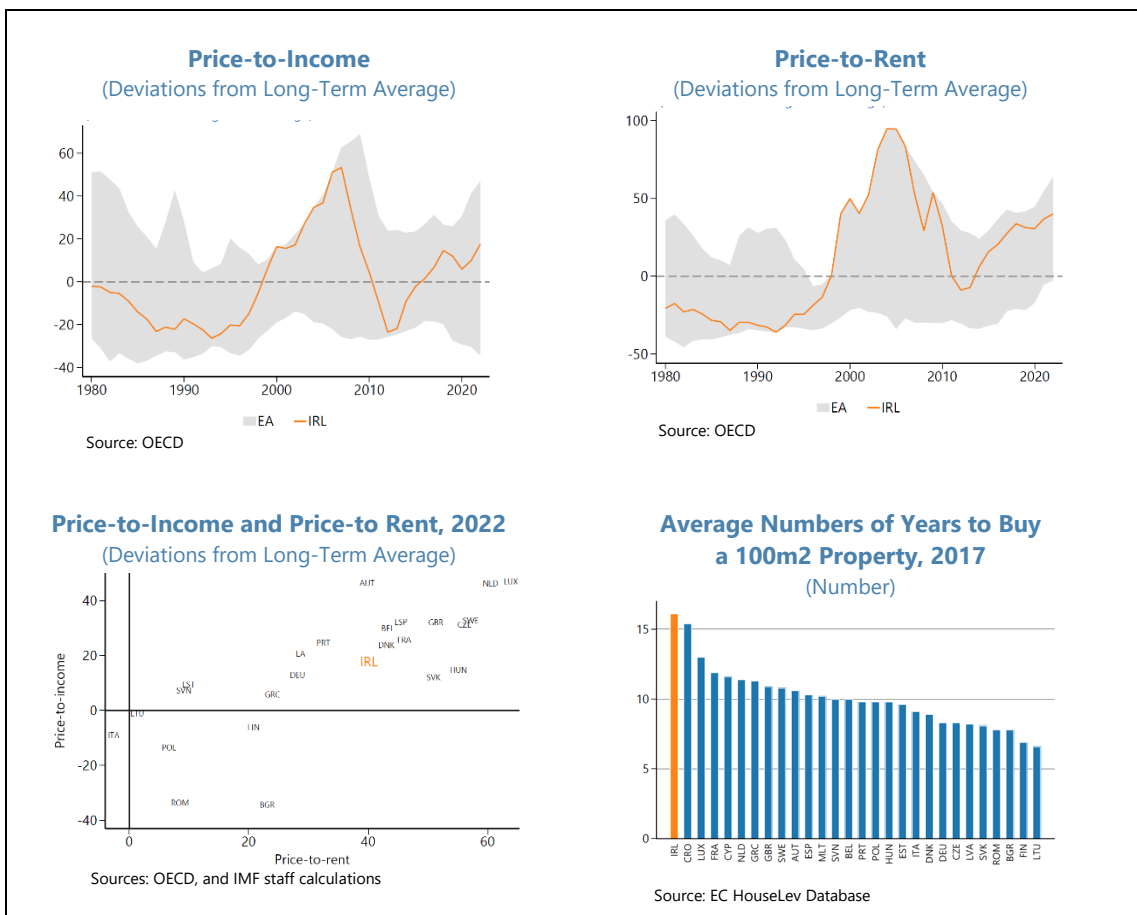 Price-to-Income
(Deviations from Long-Term Average)
60
40
20
0
-20
-40
1980
1990
2000
2010
2020
EA
IRL
Source: OECD
Price-to-Rent
(Deviations from Long-Term Average)
100
50
0
-50
1980
1990
2000
2010
2020
EA
IRL
Source: OECD
Price-to-Income and Price-to Rent, 2022
(Deviations from Long-Term Average)
Price-to-income
40
20
0
-20
-40
AUT
NLD
LUX
BEL
ESP
GBR
CZE
SWE
PRT
DNK
FRA
LA
IRL
DEU
SVK
HUN
EST
SVN
GRC
LTU
ITA
FIN
POL
ROM
BGR
0
20
40
60
Price-to-rent
Sources: OECD, and IMF staff calculations
Average Numbers of Years to Buy
a 100m2 Property, 2017
(Number)
15
10
5
0
IRL
CRO
LUX
FRA
CYP
NLD
GRC
GBR
SWE
AUT
ESP
MLT
SVN
BEL
PRT
POL
HUN
EST
ITA
DNK
DEU
CZE
LVA
SVK
ROM
BGR
FIN
LTU
Source: EC HouseLev Database